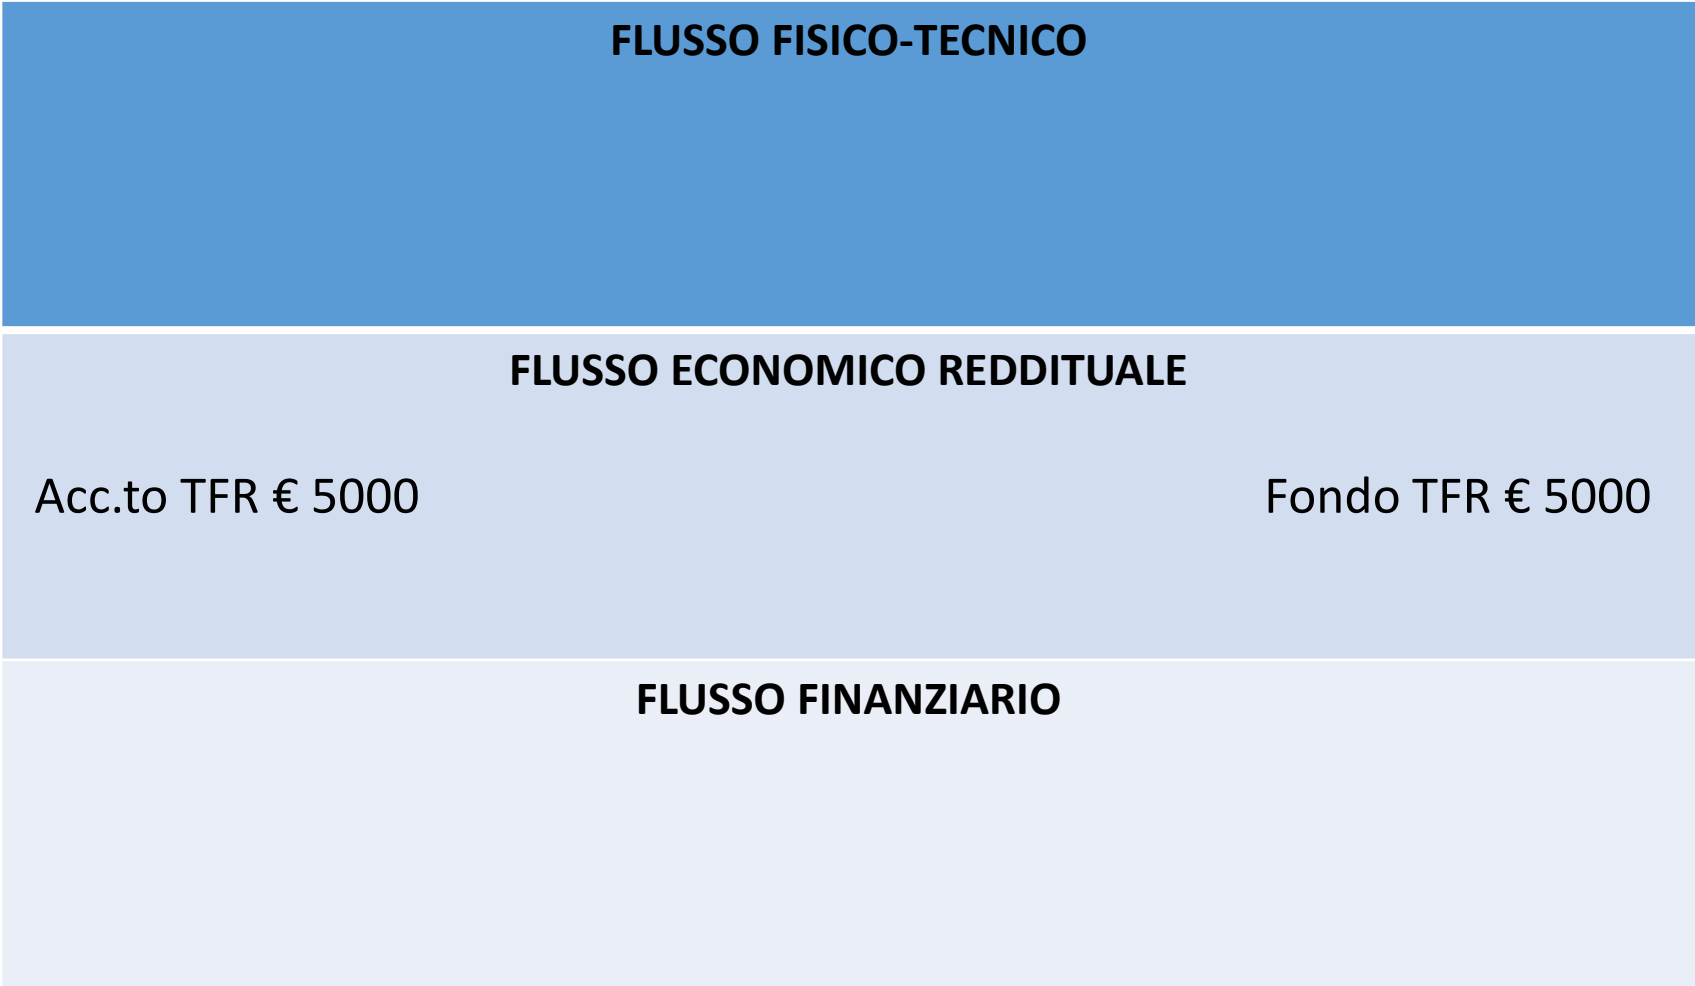 FLUSSO FISICO-TECNICO
FLUSSO ECONOMICO REDDITUALE
Acc.to TFR € 5000 Fondo TFR € 5000
FLUSSO FINANZIARIO